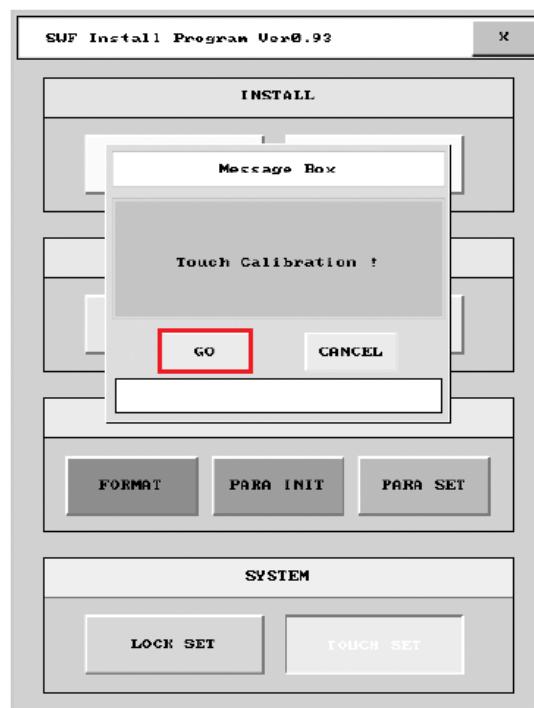 SWF Install Program Ver0.93 X
INSTALL
Message Box
Touch Calibration !
GO CANCEL
FORMAT PARA INIT PARA SET
SYSTEM
LOCK SET TOUCH SET